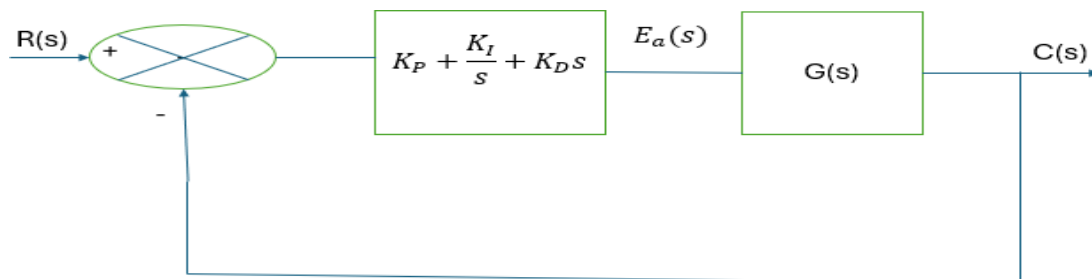 R(s)
+
-
K_P + K_I/s + K_D s
E_a(s)
G(s)
C(s)